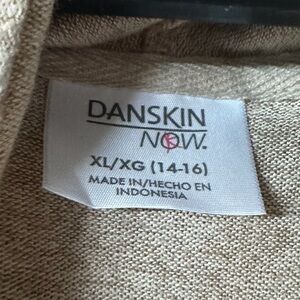 DANSKIN
NOW.
XL/XG (14-16)
MADE IN/HECHO EN
INDONESIA